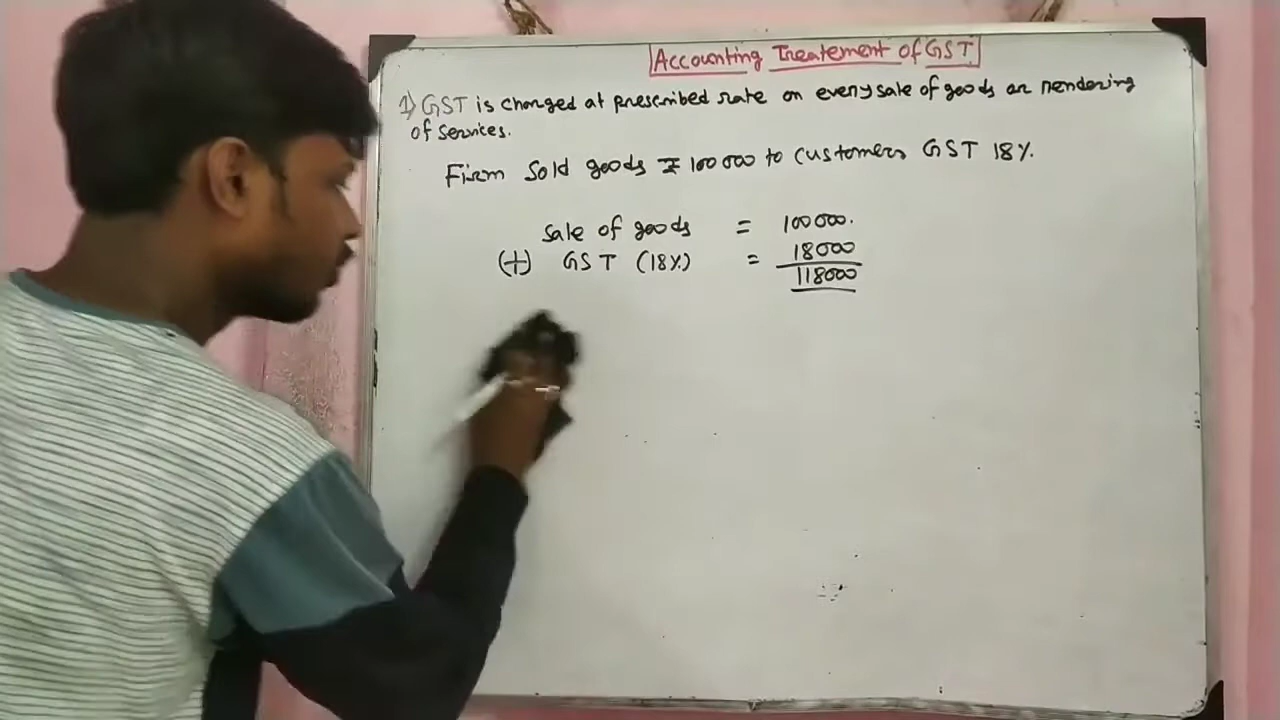 Accounting Treatement of GST
1) GST is charged at prescribed rate on every sale of goods or rendering
of services.
Firm sold goods ₹ 100000 to customers GST 18%.
sale of goods = 100000.
(+) GST (18%) = 18000
118000